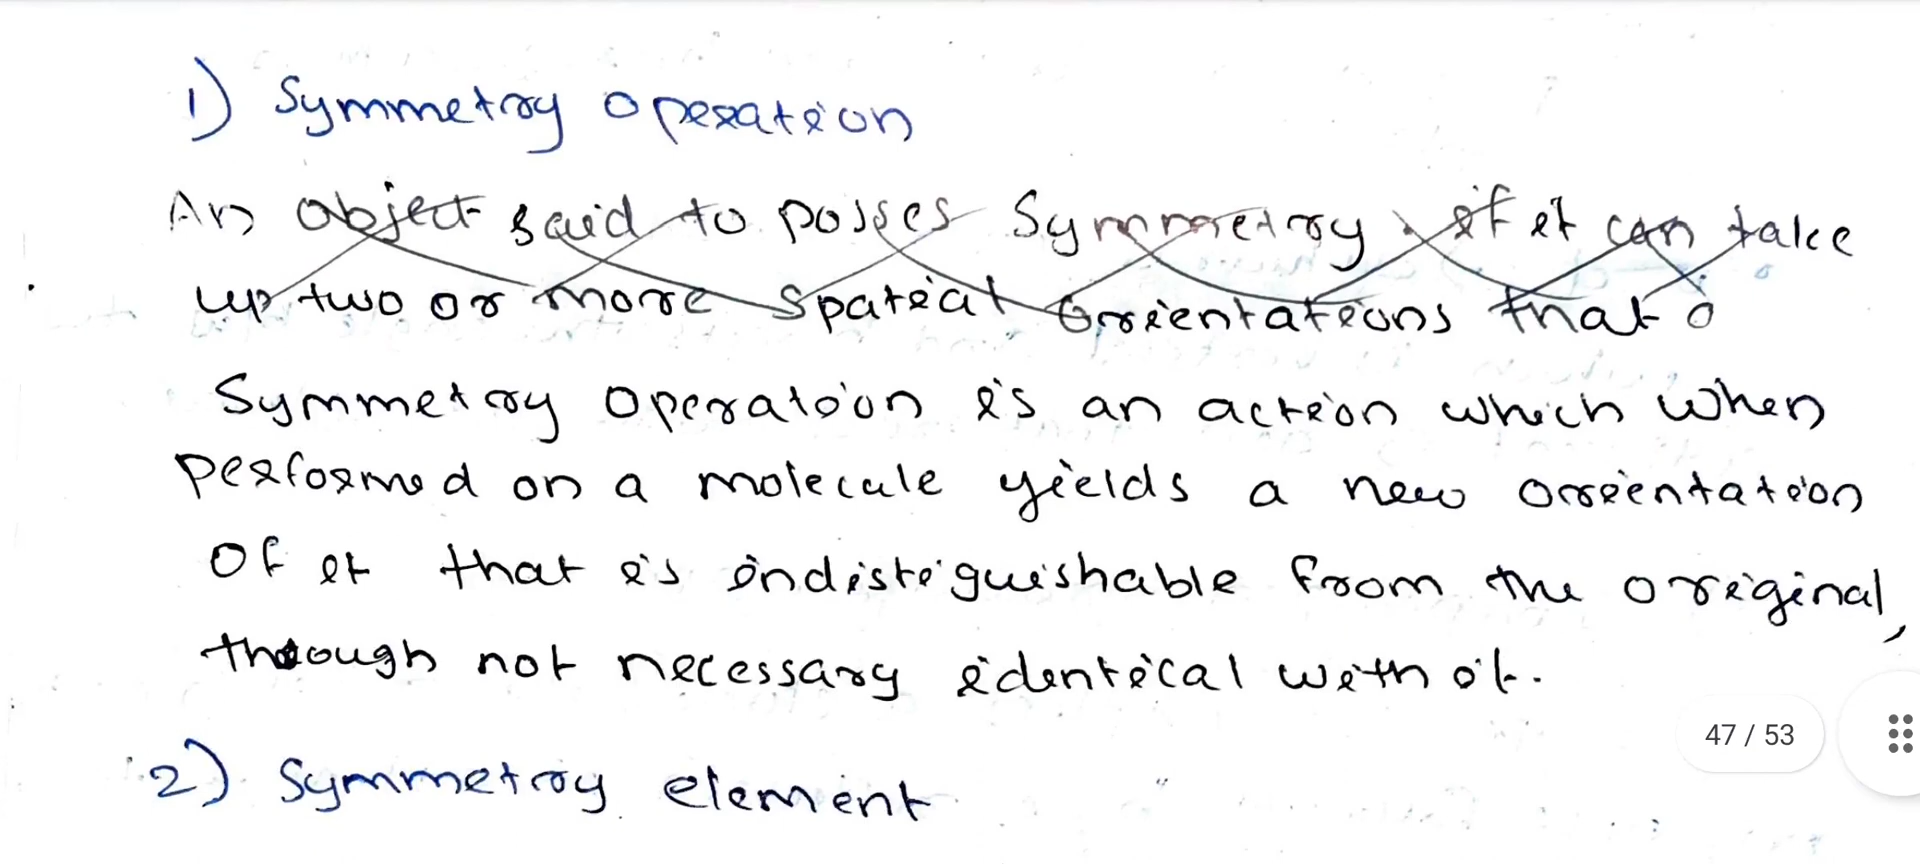 1) Symmetry operation
An object said to posses Symmetry if it can take
up two or more Spatial Orientations that
Symmetry Operation is an action which when
performed on a molecule yields a new orientation
Of it that is indistiguishable from the original,
through not necessary identical with it.
47 / 53
2) Symmetry element